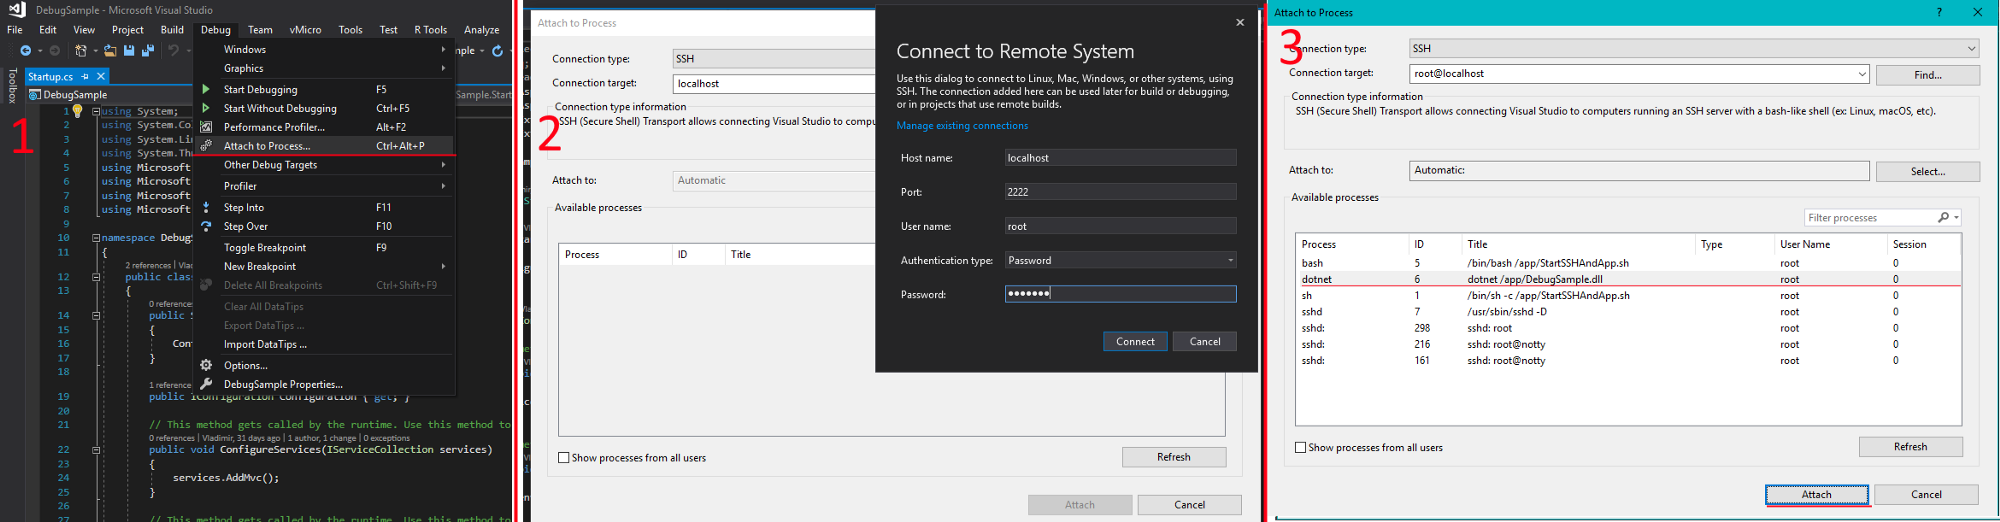 DebugSample - Microsoft Visual Studio
File Edit View Project Build Debug Team vMicro Tools Test R Tools Analyze
Toolbox
Startup.cs
DebugSample
Sample.Start
1
1 using System;
2 using System.Col
3 using System.Lin
4 using System.Th
5 using Microsoft
6 using Microsoft
7 using Microsoft
8 using Microsoft
9
10 namespace Debug
11 {
2 references | Vla
12 public class
13 {
0 references
14 public S
15 {
16 Con
17 }
18
1 reference
19 public IConfiguration Configuration { get; }
20
21 // This method gets called by the runtime. Use this method to
0 references | Vladimir, 31 days ago | 1 author, 1 change | 0 exceptions
22 public void ConfigureServices(IServiceCollection services)
23 {
24 services.AddMvc();
25 }
26
27 // This method gets called by the runtime. Use this method to
Windows
Graphics
Start Debugging F5
Start Without Debugging Ctrl+F5
Performance Profiler... Alt+F2
Attach to Process... Ctrl+Alt+P
Other Debug Targets
Profiler
Step Into F11
Step Over F10
Toggle Breakpoint F9
New Breakpoint
Delete All Breakpoints Ctrl+Shift+F9
Clear All DataTips
Export DataTips ...
Import DataTips ...
Options...
DebugSample Properties...
2
Attach to Process
Connection type: SSH
Connection target: localhost
Connection type information
SSH (Secure Shell) Transport allows connecting Visual Studio to compu
Attach to: Automatic
Available processes
Process ID Title
Show processes from all users
Refresh
Attach Cancel
Connect to Remote System
Use this dialog to connect to Linux, Mac, Windows, or other systems, using
SSH. The connection added here can be used later for build or debugging,
or in projects that use remote builds.
Manage existing connections
Host name: localhost
Port: 2222
User name: root
Authentication type: Password
Password: •••••••
Connect Cancel
3
Attach to Process ? ×
Connection type: SSH
Connection target: root@localhost Find...
Connection type information
SSH (Secure Shell) Transport allows connecting Visual Studio to computers running an SSH server with a bash-like shell (ex: Linux, macOS, etc).
Attach to: Automatic: Select...
Available processes
Filter processes
Process ID Title Type User Name Session
bash 5 /bin/bash /app/StartSSHAndApp.sh root 0
dotnet 6 dotnet /app/DebugSample.dll root 0
sh 1 /bin/sh -c /app/StartSSHAndApp.sh root 0
sshd 7 /usr/sbin/sshd -D root 0
sshd: 298 sshd: root root 0
sshd: 216 sshd: root@notty root 0
sshd: 161 sshd: root@notty root 0
Show processes from all users
Refresh
Attach Cancel